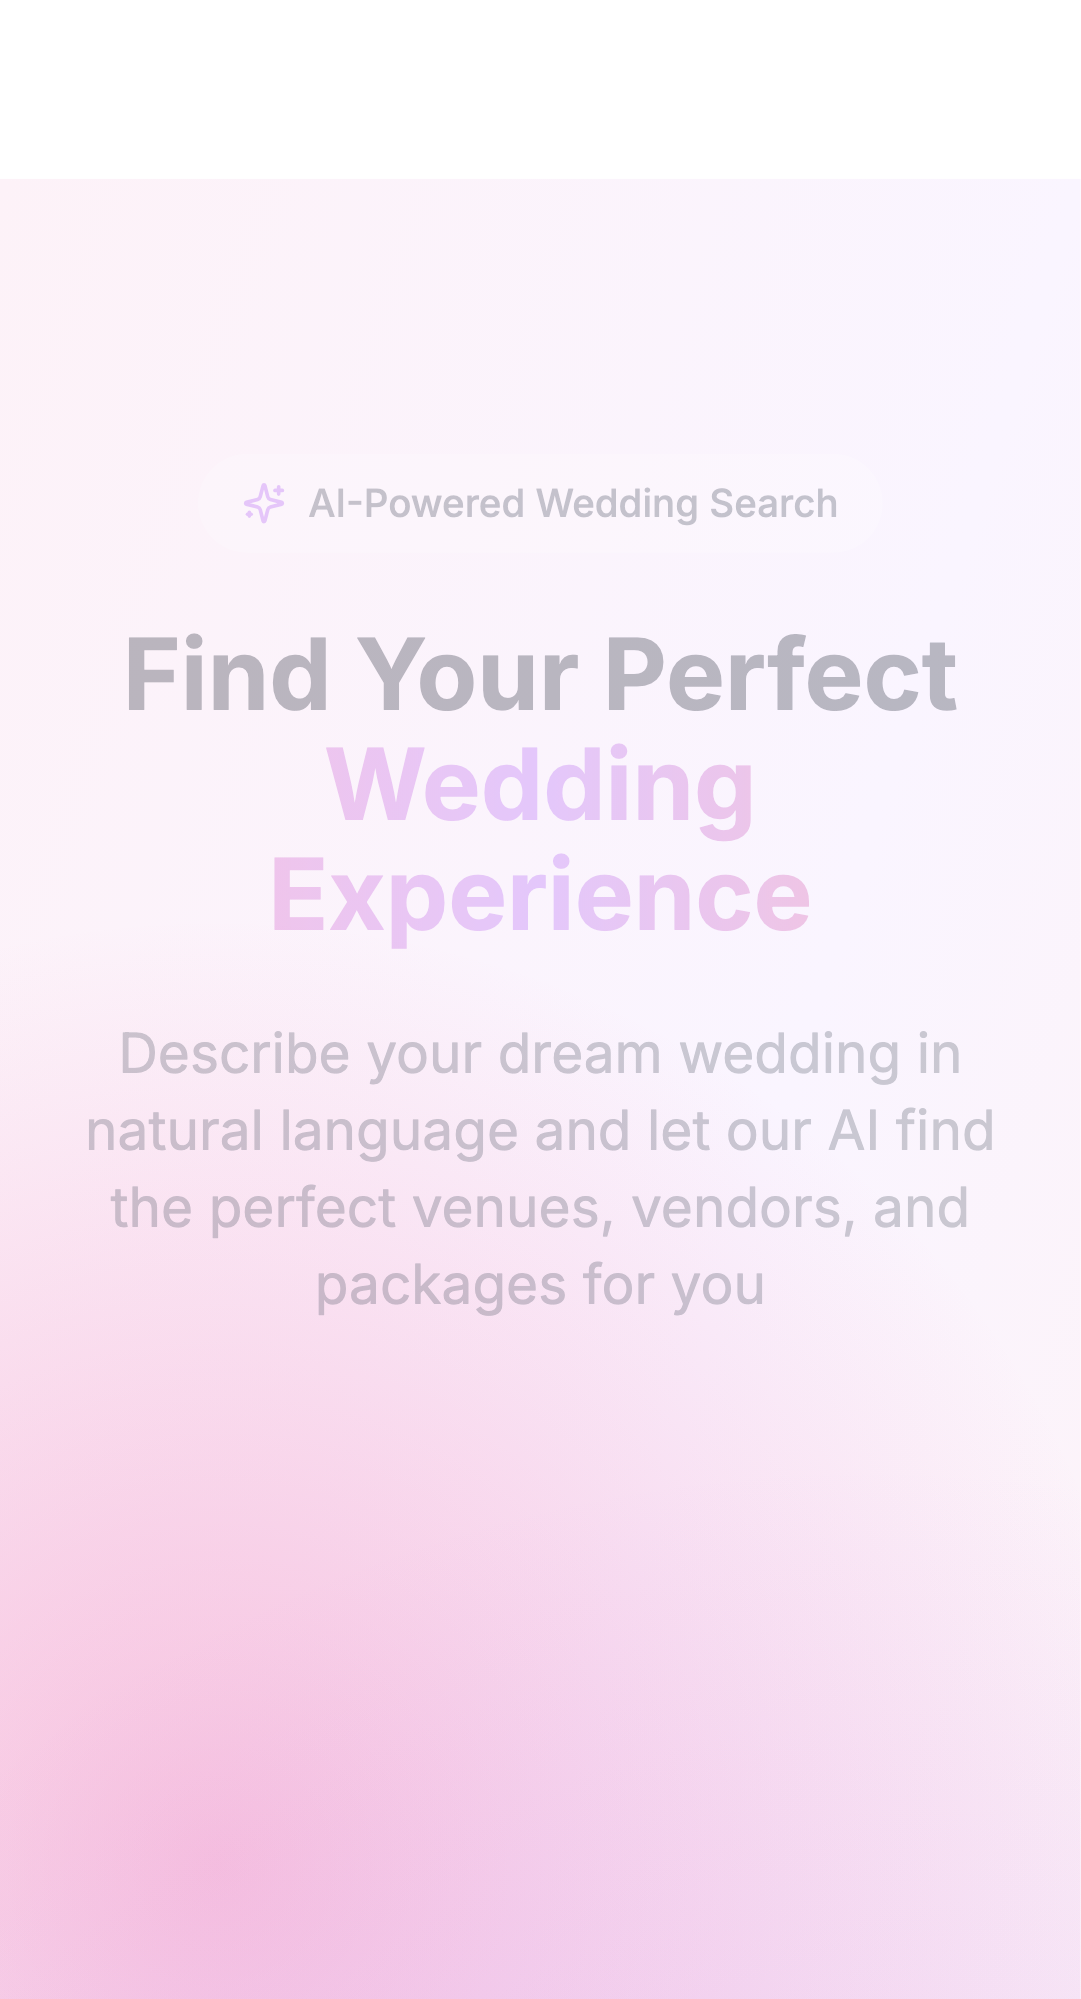 AI-Powered Wedding Search
Find Your Perfect
Wedding
Experience
Describe your dream wedding in
natural language and let our AI find
the perfect venues, vendors, and
packages for you